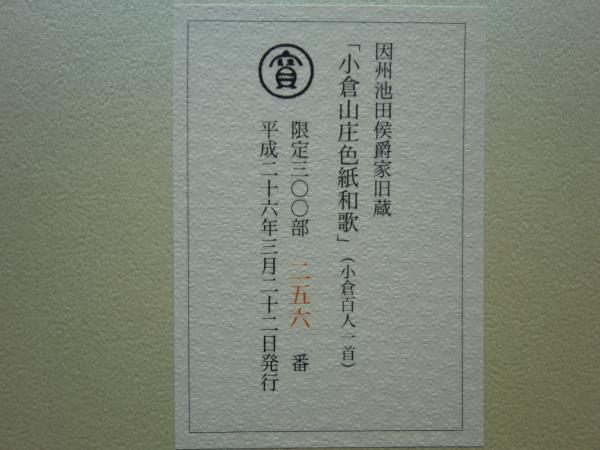 因州池田侯爵家旧蔵
「小倉山庄色紙和歌」（小倉百人一首）
限定三〇〇部 二五六 番
平成二十六年三月二十二日発行